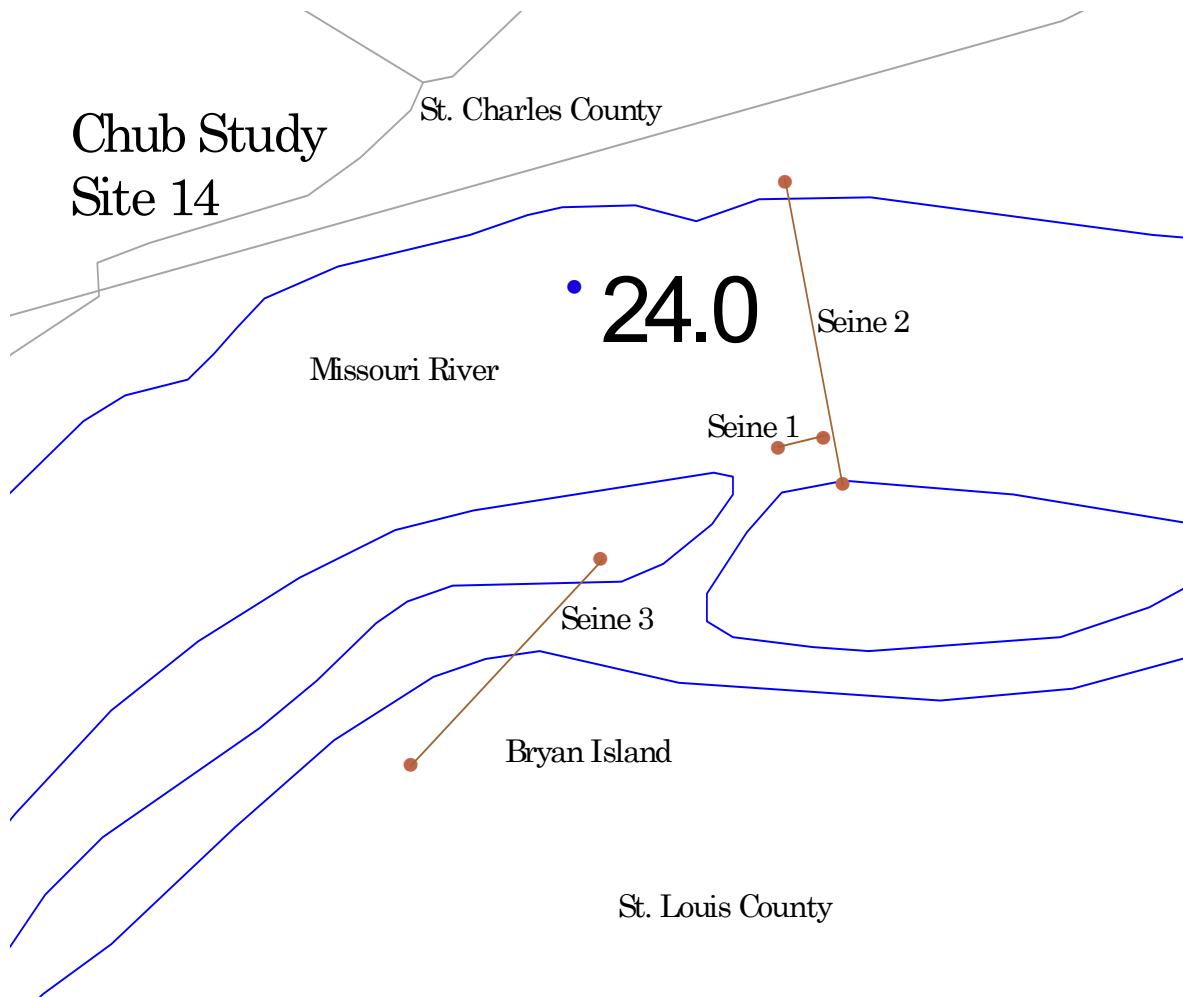 St. Charles County
Chub Study
Site 14
24.0
Seine 2
Missouri River
Seine 1
Seine 3
Bryan Island
St. Louis County